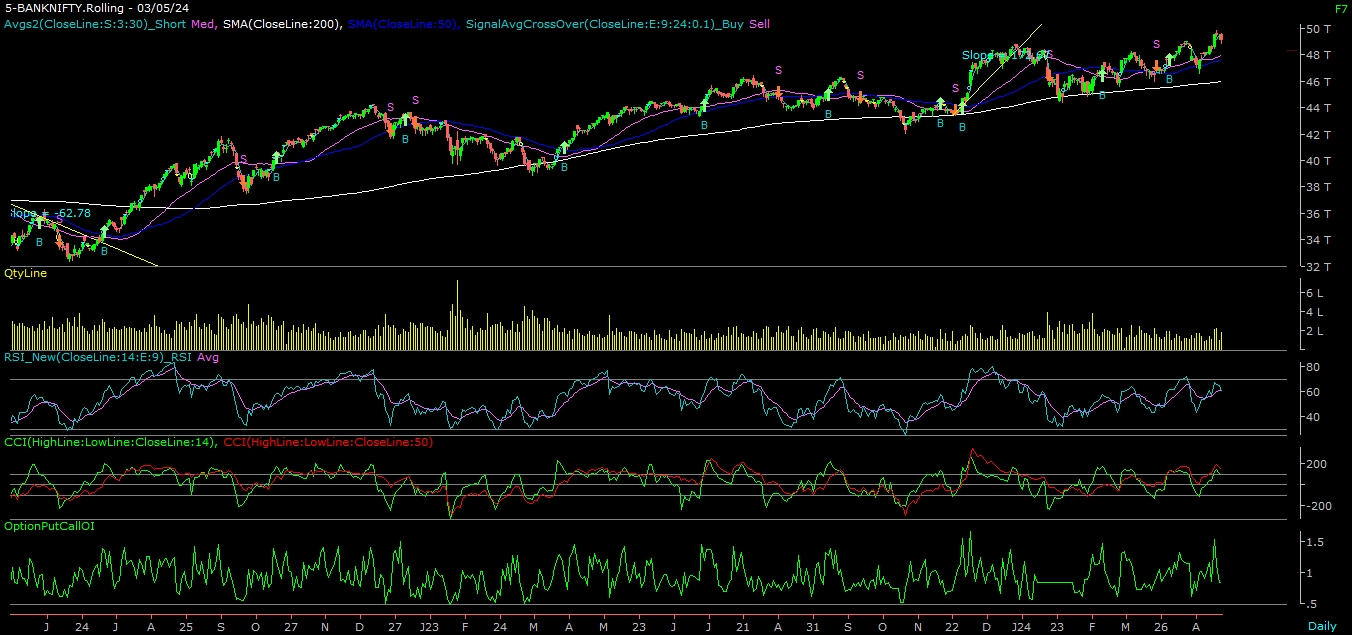 5-BANKNIFTY.Rolling - 03/05/24 F7
Avgs2(CloseLine:S:3:30)_Short Med, SMA(CloseLine:200), SMA(CloseLine:50), SignalAvgCrossOver(CloseLine:E:9:24:0.1)_Buy Sell
50 T
48 T
46 T
44 T
42 T
40 T
38 T
36 T
34 T
32 T
Slope = -62.78
B
S
B
S
B
S
B
S
B
B
S
B
S
B
S
B
B
S
B
S
B
QtyLine
6 L
4 L
2 L
RSI_New(CloseLine:14:E:9)_RSI Avg
80
60
40
CCI(HighLine:LowLine:CloseLine:14), CCI(HighLine:LowLine:CloseLine:50)
200
-200
OptionPutCallOI
1.5
1
.5
J 24 J A 25 S O 27 N D 27 J23 F 24 M A M 23 J J 21 A 31 S O N 22 D J24 23 F M 26 A Daily